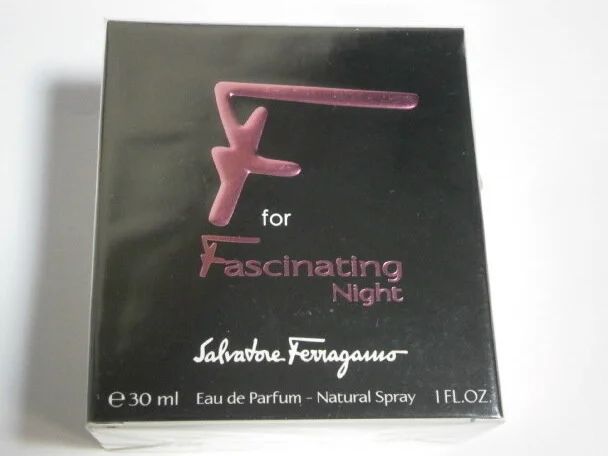 F
for
Fascinating
Night
Salvatore Ferragamo
℮ 30 ml Eau de Parfum - Natural Spray 1 FL.OZ.